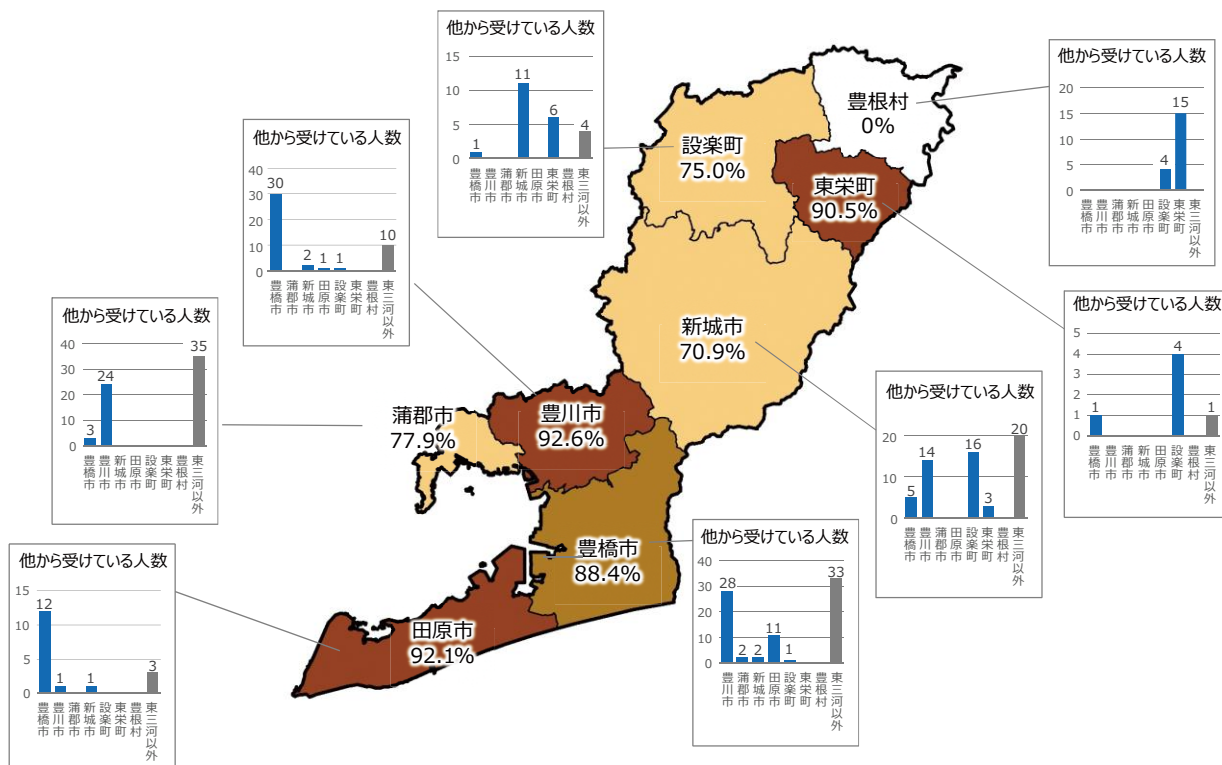 他から受けている人数
15
10
5
0
1
11
6
4
豊橋市
豊川市
蒲郡市
新城市
田原市
東栄町
豊根村
東三河以外
他から受けている人数
20
15
10
5
0
4
15
豊橋市
豊川市
蒲郡市
新城市
田原市
設楽町
東栄町
東三河以外
豊根村
0%
設楽町
75.0%
東栄町
90.5%
他から受けている人数
40
30
20
10
0
30
2
1
1
10
豊橋市
蒲郡市
新城市
田原市
設楽町
東栄町
豊根村
東三河以外
他から受けている人数
40
30
20
10
0
3
24
35
豊橋市
豊川市
新城市
田原市
設楽町
東栄町
豊根村
東三河以外
新城市
70.9%
他から受けている人数
5
4
3
2
1
0
1
4
1
豊橋市
豊川市
蒲郡市
新城市
田原市
設楽町
豊根村
東三河以外
蒲郡市
77.9%
豊川市
92.6%
他から受けている人数
20
10
0
5
14
16
3
20
豊橋市
豊川市
蒲郡市
田原市
設楽町
東栄町
豊根村
東三河以外
豊橋市
88.4%
他から受けている人数
40
30
20
10
0
28
2
2
11
1
33
豊川市
蒲郡市
新城市
田原市
設楽町
東栄町
豊根村
東三河以外
他から受けている人数
15
10
5
0
12
1
1
3
豊橋市
豊川市
蒲郡市
新城市
設楽町
東栄町
豊根村
東三河以外
田原市
92.1%